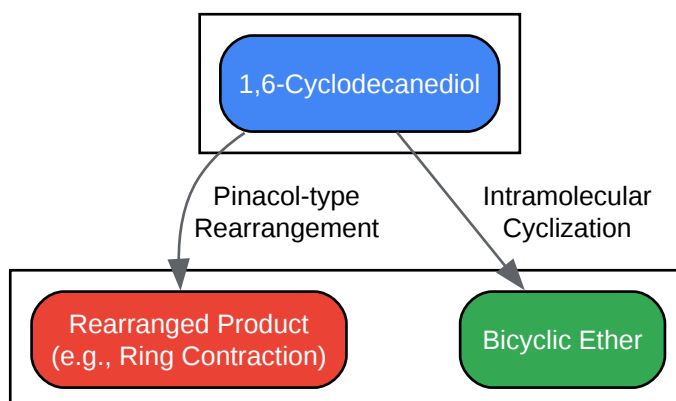 1,6-Cyclodecanediol
Pinacol-type
Rearrangement
Intramolecular
Cyclization
Rearranged Product
(e.g., Ring Contraction)
Bicyclic Ether